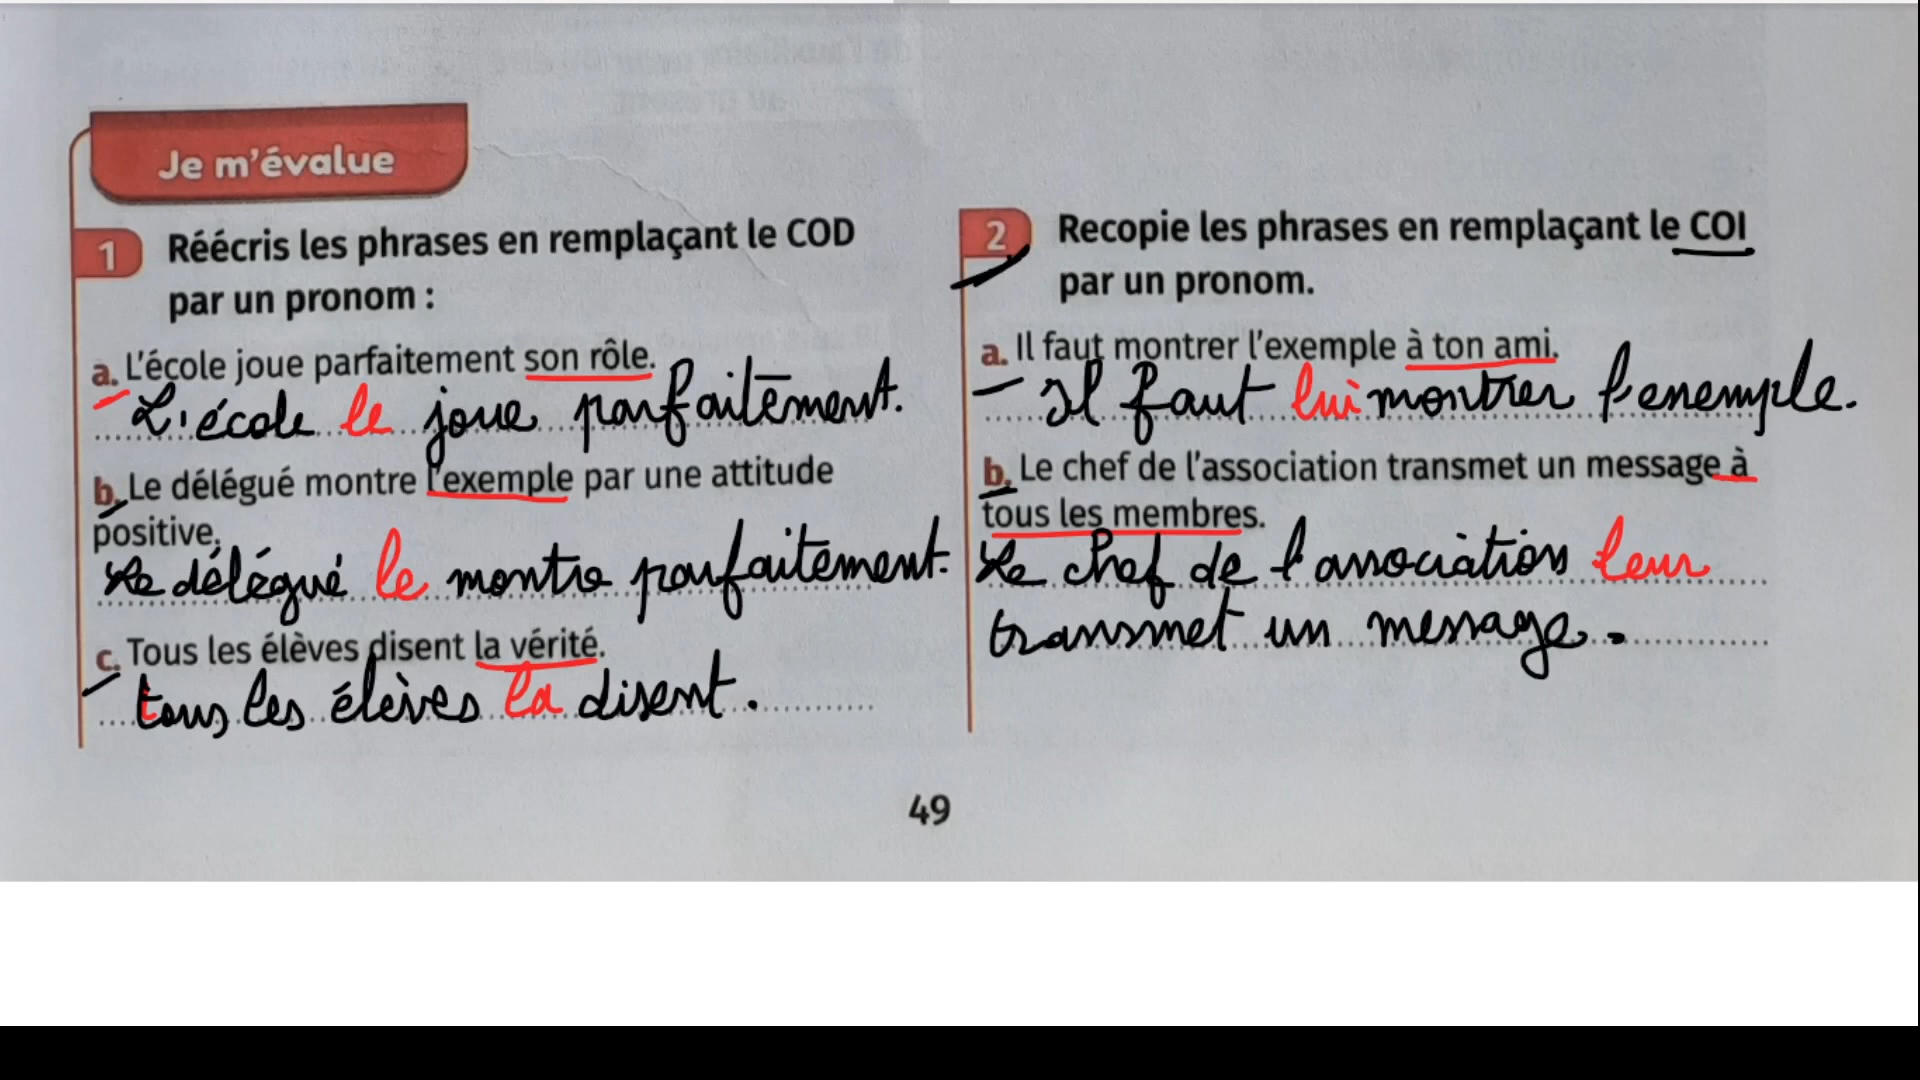 Je m'évalue
1 Réécris les phrases en remplaçant le COD
par un pronom :
a. L'école joue parfaitement son rôle.
L'école le joue parfaitement.
b. Le délégué montre l'exemple par une attitude
positive.
Le délégué le montre parfaitement.
c. Tous les élèves disent la vérité.
tous les élèves la disent.
2 Recopie les phrases en remplaçant le COI
par un pronom.
a. Il faut montrer l'exemple à ton ami.
Il faut lui montrer l'exemple.
b. Le chef de l'association transmet un message à
tous les membres.
Le chef de l'association leur
transmet un message.
49